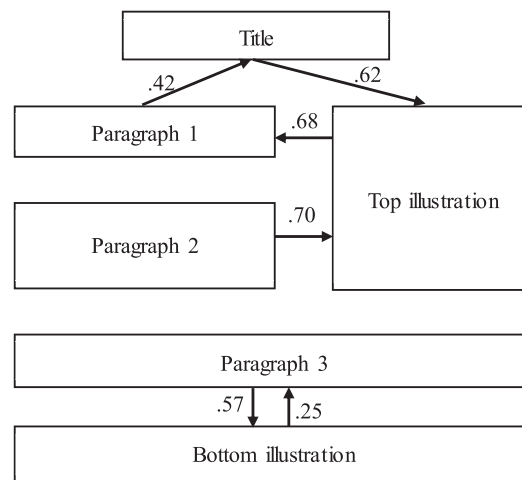 Title
.42
.62
Paragraph 1
.68
Top illustration
Paragraph 2
.70
Paragraph 3
.57
.25
Bottom illustration